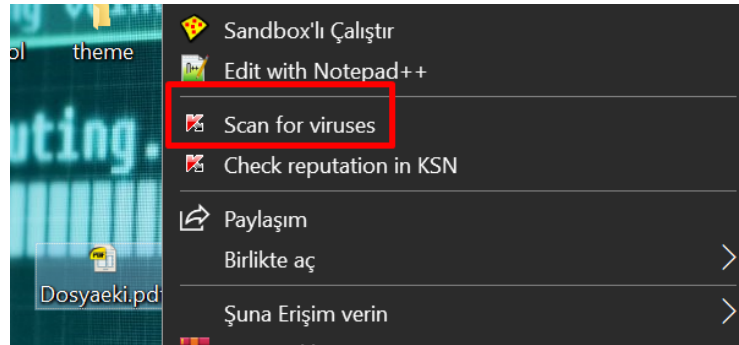 theme
Sandbox'lı Çalıştır
Edit with Notepad++
Scan for viruses
Check reputation in KSN
Paylaşım
Birlikte aç
Dosyaeki.pd
Şuna Erişim verin